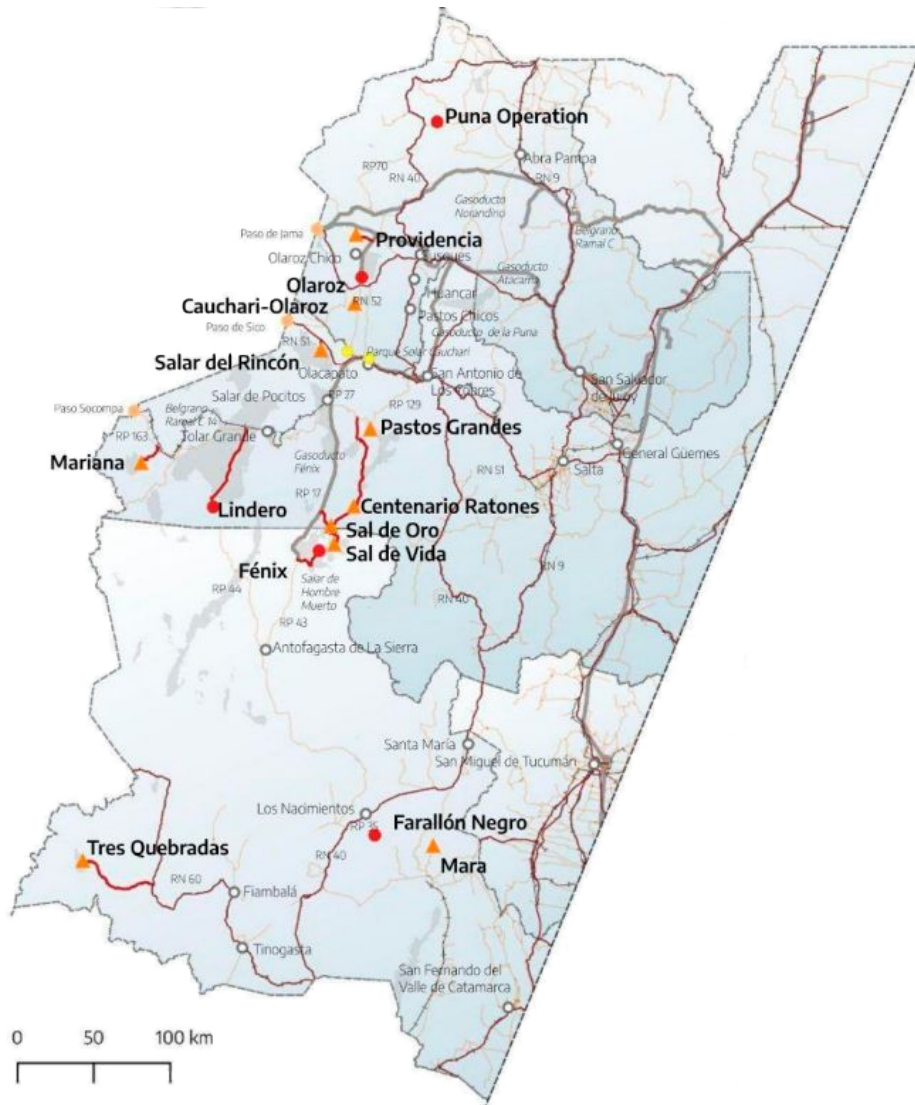 Puna Operation
Abra Pampa
RP70
RN 40
RN 9
Gasoducto
Norandino
Paso de Jama
Belgrano
Ramal C
Providencia
Olaroz Chico
Susques
Gasoducto
Atacama
Olaroz
Huancar
RN 52
Cauchari-Olaroz
Pastos Chicos
Paso de Sico
Gasoducto de la Puna
RN 51
Parque Solar Cauchari
Salar del Rincón
Olacapato
San Antonio de
Los Cobres
San Salvador
de Jujuy
Salar de Pocitos
RP 27
RP 129
Paso Socompa
Belgrano
Ramal C 14
Tolar Grande
Pastos Grandes
RP 163
General Güemes
Mariana
Gasoducto
Fénix
RN 51
Salta
RP 17
Lindero
Centenario Ratones
Sal de Oro
Sal de Vida
Fénix
RN 9
Salar de
Hombre
Muerto
RP 44
RN 40
RP 43
Antofagasta de La Sierra
Santa María
San Miguel de Tucumán
Los Nacimientos
Farallón Negro
Tres Quebradas
Mara
RN 40
RN 60
Fiambalá
Tinogasta
San Fernando del
Valle de Catamarca
0 50 100 km